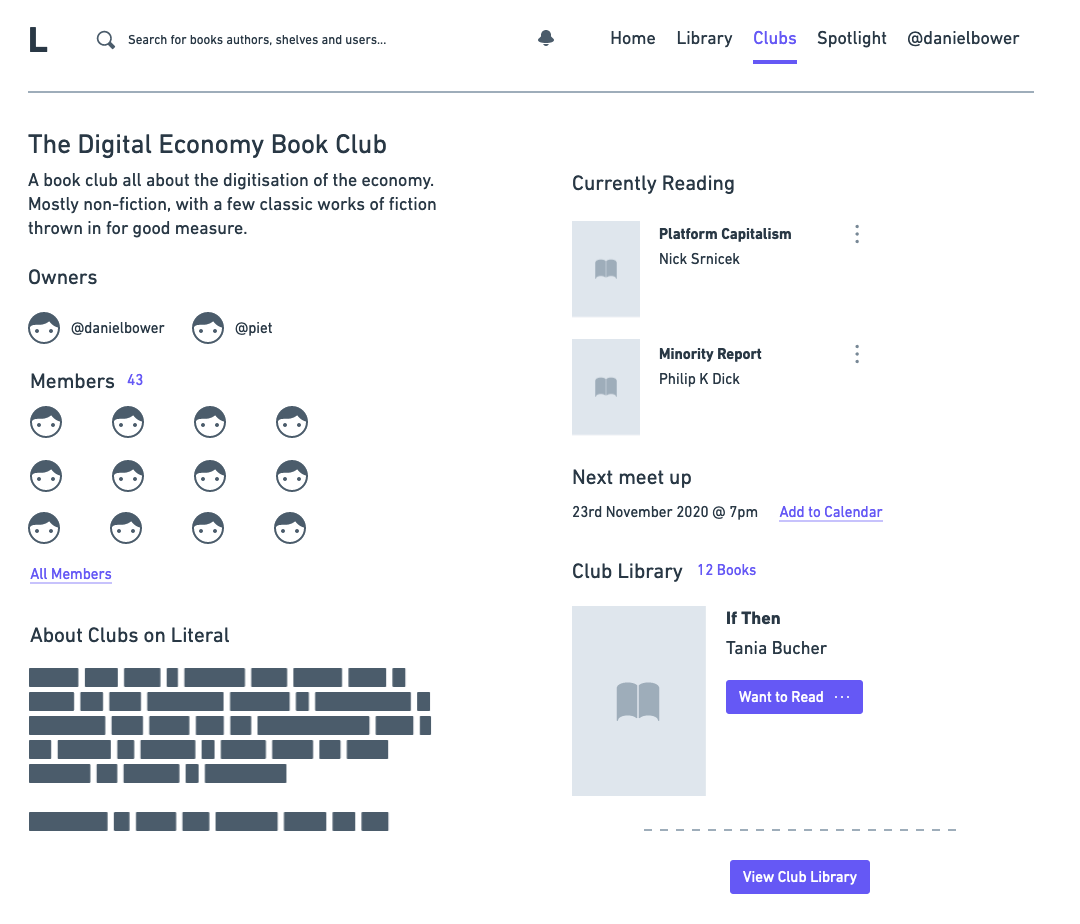 L
Search for books authors, shelves and users...
Home Library Clubs Spotlight @danielbower
The Digital Economy Book Club
A book club all about the digitisation of the economy.
Mostly non-fiction, with a few classic works of fiction
thrown in for good measure.
Owners
@danielbower @piet
Members 43
All Members
About Clubs on Literal
Currently Reading
Platform Capitalism
Nick Srnicek
Minority Report
Philip K Dick
Next meet up
23rd November 2020 @ 7pm Add to Calendar
Club Library 12 Books
If Then
Tania Bucher
Want to Read ···
View Club Library